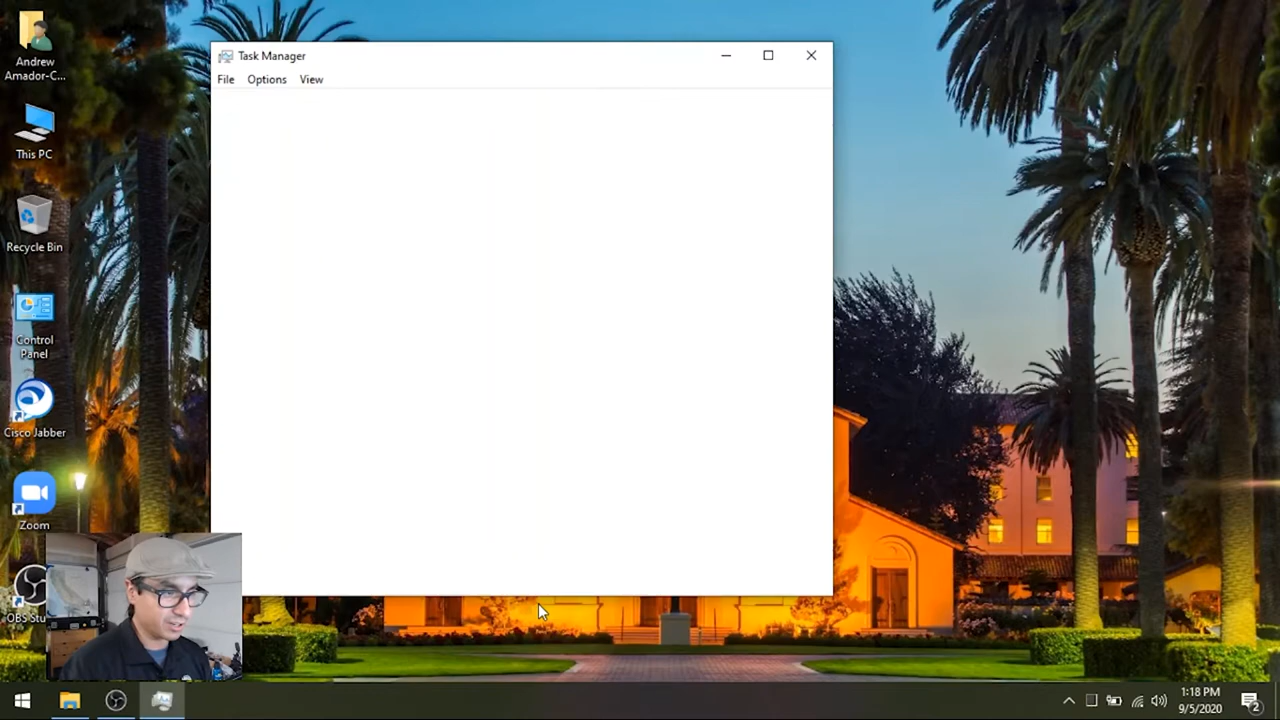 Task Manager
File Options View
Andrew
Amador-C...
This PC
Recycle Bin
Control
Panel
Cisco Jabber
Zoom
OBS Stu
1:18 PM
9/5/2020
2